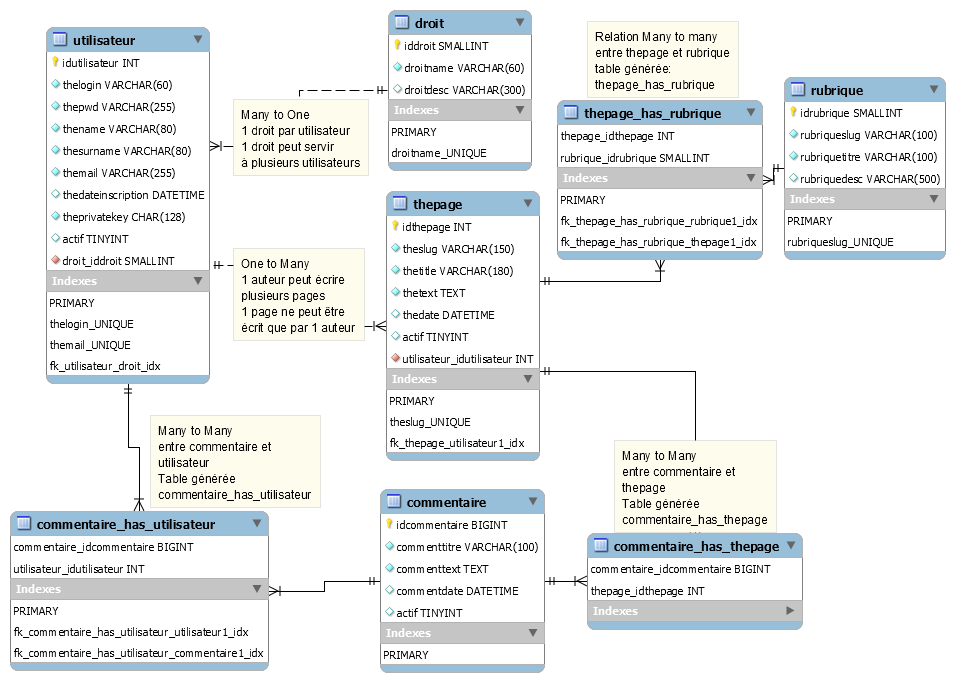 utilisateur
idutilisateur INT
thelogin VARCHAR(60)
thepwd VARCHAR(255)
thename VARCHAR(80)
thesurname VARCHAR(80)
themail VARCHAR(255)
thedateinscription DATETIME
theprivatekey CHAR(128)
actif TINYINT
droit_iddroit SMALLINT
Indexes
PRIMARY
thelogin_UNIQUE
themail_UNIQUE
fk_utilisateur_droit_idx
Many to One
1 droit par utilisateur
1 droit peut servir
à plusieurs utilisateurs
droit
iddroit SMALLINT
droitname VARCHAR(60)
droitdesc VARCHAR(300)
Indexes
PRIMARY
droitname_UNIQUE
Relation Many to many
entre thepage et rubrique
table générée:
thepage_has_rubrique
thepage_has_rubrique
thepage_idthepage INT
rubrique_idrubrique SMALLINT
Indexes
PRIMARY
fk_thepage_has_rubrique_rubrique1_idx
fk_thepage_has_rubrique_thepage1_idx
rubrique
idrubrique SMALLINT
rubriqueslug VARCHAR(100)
rubriquetitre VARCHAR(100)
rubriquedesc VARCHAR(500)
Indexes
PRIMARY
rubriqueslug_UNIQUE
One to Many
1 auteur peut écrire
plusieurs pages
1 page ne peut être
écrit que par 1 auteur
thepage
idthepage INT
theslug VARCHAR(150)
thetitle VARCHAR(180)
thetext TEXT
thedate DATETIME
actif TINYINT
utilisateur_idutilisateur INT
Indexes
PRIMARY
theslug_UNIQUE
fk_thepage_utilisateur1_idx
Many to Many
entre commentaire et
utilisateur
Table générée
commentaire_has_utilisateur
Many to Many
entre commentaire et
thepage
Table générée
commentaire_has_thepage
commentaire_has_utilisateur
commentaire_idcommentaire BIGINT
utilisateur_idutilisateur INT
Indexes
PRIMARY
fk_commentaire_has_utilisateur_utilisateur1_idx
fk_commentaire_has_utilisateur_commentaire1_idx
commentaire
idcommentaire BIGINT
commenttitre VARCHAR(100)
commenttext TEXT
commentdate DATETIME
actif TINYINT
Indexes
PRIMARY
commentaire_has_thepage
commentaire_idcommentaire BIGINT
thepage_idthepage INT
Indexes